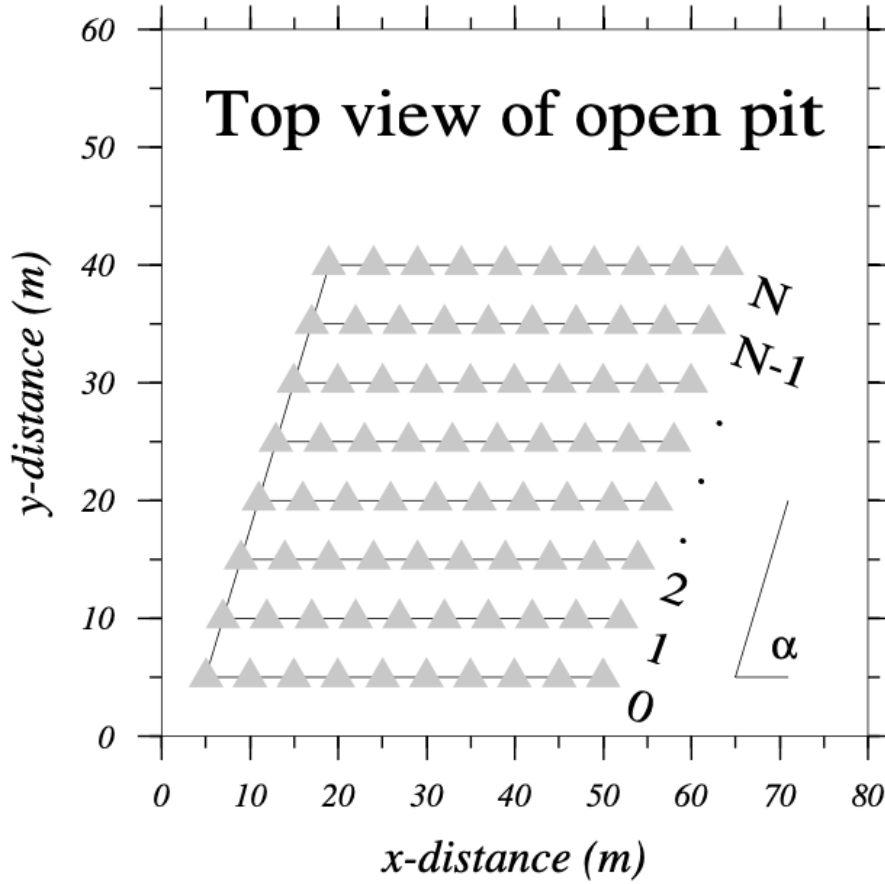 60
Top view of open pit
50
40
N
N-1
30
20
2
α
10
1
0
0
0 10 20 30 40 50 60 70 80
x-distance (m)
y-distance (m)